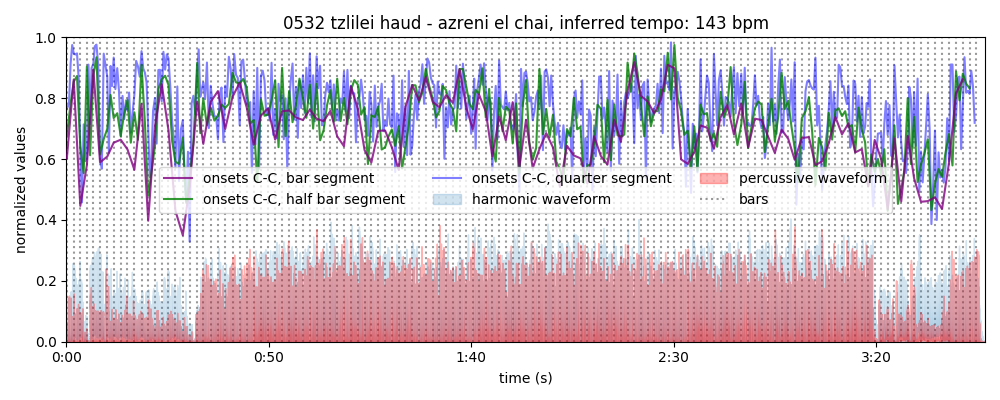 0532 tzlilei haud - azreni el chai, inferred tempo: 143 bpm
normalized values
1.0
0.8
0.6
0.4
0.2
0.0
onsets C-C, bar segment
onsets C-C, half bar segment
onsets C-C, quarter segment
harmonic waveform
percussive waveform
bars
0:00
0:50
1:40
2:30
3:20
time (s)